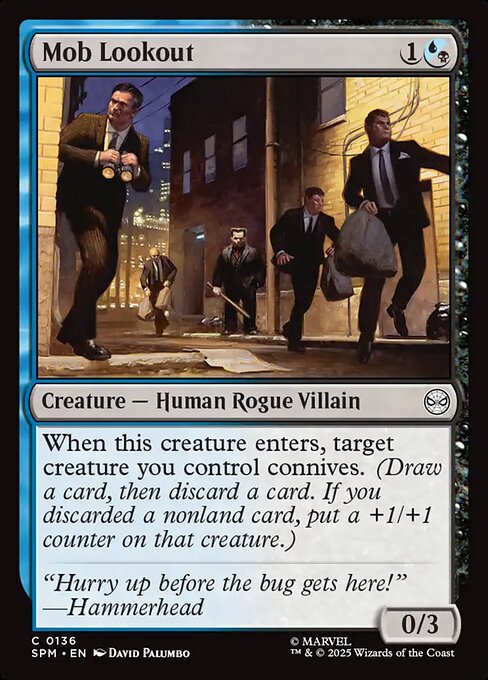 Mob Lookout 1
Creature — Human Rogue Villain
When this creature enters, target
creature you control connives. (Draw
a card, then discard a card. If you
discarded a nonland card, put a +1/+1
counter on that creature.)
“Hurry up before the bug gets here!”
—Hammerhead
0/3
C 0136
SPM • EN David Palumbo
© MARVEL
™ & © 2025 Wizards of the Coast